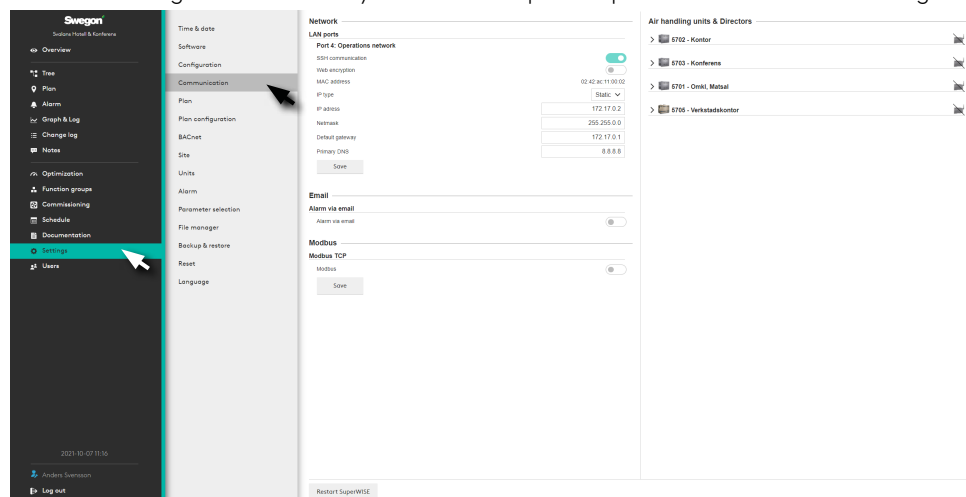 Swegon
Svalans Hotell & Konferens
Overview
Tree
Plan
Alarm
Graph & Log
Change log
Notes
Optimization
Function groups
Commissioning
Schedule
Documentation
Settings
Users
2021-10-07 11:16
Anders Svensson
Log out
Time & date
Software
Configuration
Communication
Plan
Plan configuration
BACnet
Site
Units
Alarm
Parameter selection
File manager
Backup & restore
Reset
Language
Network
LAN ports
Port 4: Operations network
SSH communication
Web encryption
MAC address 02:42:ac:11:00:02
IP type Static
IP adress 172.17.0.2
Netmask 255.255.0.0
Default gateway 172.17.0.1
Primary DNS 8.8.8.8
Save
Email
Alarm via email
Alarm via email
Modbus
Modbus TCP
Modbus
Save
Restart SuperWISE
Air handling units & Directors
5702 - Kontor
5703 - Konferens
5701 - Omkl, Matsal
5705 - Verkstadskontor